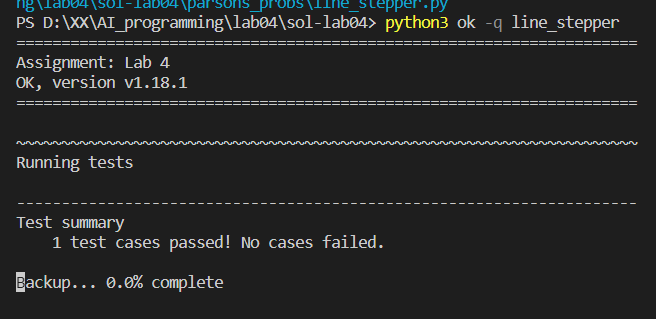 ng\lab04\sol-lab04\parsons_probs\line_stepper.py
PS D:\XX\AI_programming\lab04\sol-lab04> python3 ok -q line_stepper
=====================================================================
Assignment: Lab 4
OK, version v1.18.1
=====================================================================
~~~~~~~~~~~~~~~~~~~~~~~~~~~~~~~~~~~~~~~~~~~~~~~~~~~~~~~~~~~~~~~~~~~~~
Running tests
---------------------------------------------------------------------
Test summary
    1 test cases passed! No cases failed.
Backup... 0.0% complete